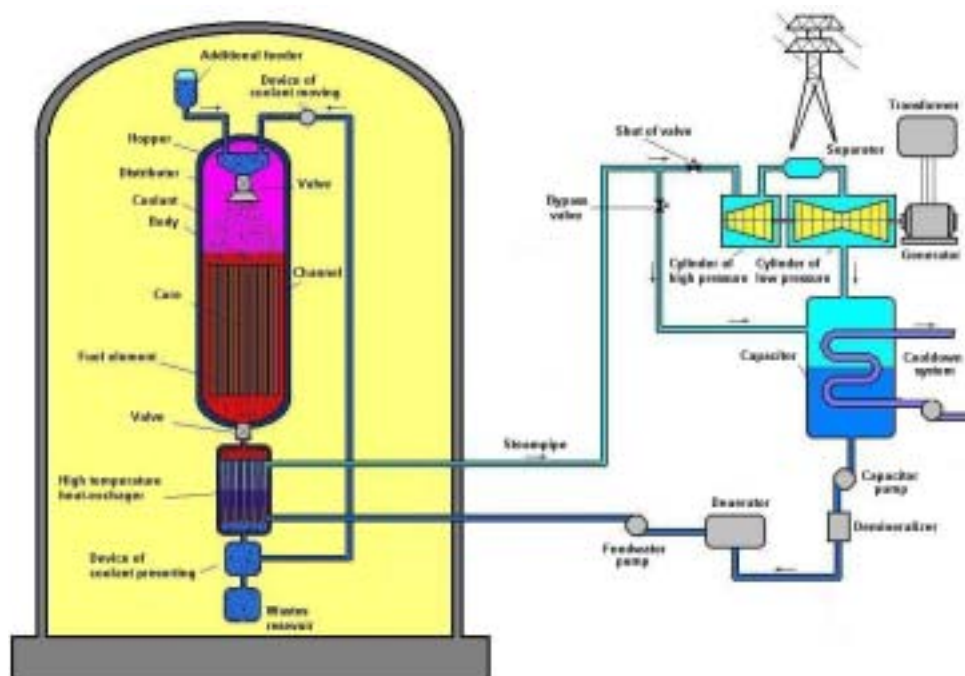 Additional feeder
Device of
coolant moving
Hopper
Distributor
Valve
Coolant
Body
Channel
Core
Fuel element
Valve
High temperature
heat-exchager
Device of
coolant presorting
Wastes
reservoir
Steampipe
Feedwater
pump
Deaerator
Demineralizer
Capacitor
pump
Capacitor
Cooldown
system
Bypass
valve
Shut of valve
Separator
Transformer
Generator
Cylinder of
high pressure
Cylinder of
low pressure